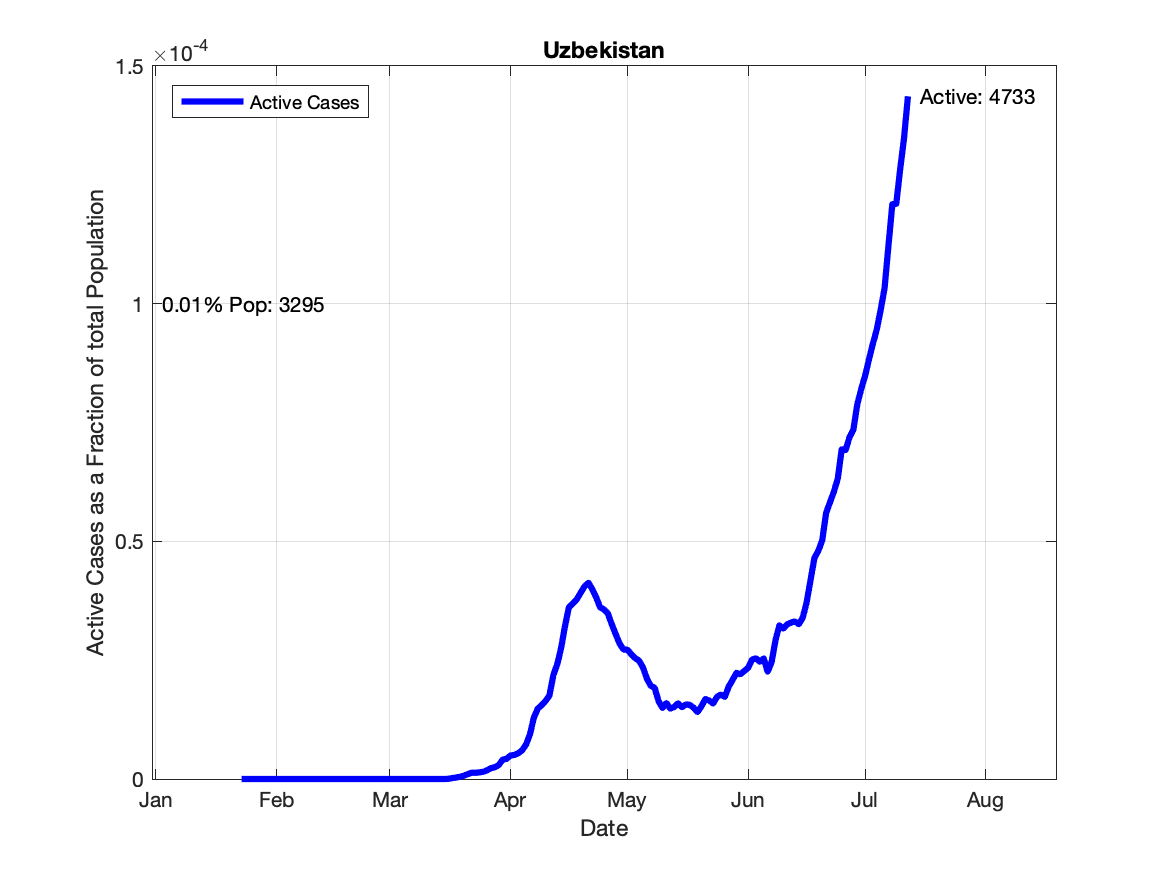 Uzbekistan
×10-4
1.5
Active Cases
Active: 4733
1
0.01% Pop: 3295
0.5
0
Active Cases as a Fraction of total Population
Jan Feb Mar Apr May Jun Jul Aug
Date